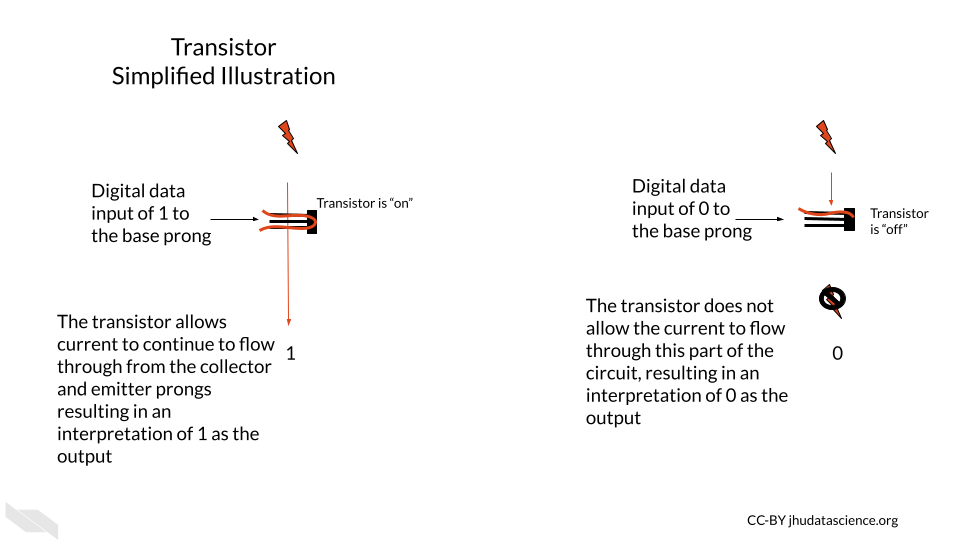 Transistor
Simplified Illustration
Digital data
input of 1 to
the base prong
Transistor is “on”
The transistor allows
current to continue to flow
through from the collector
and emitter prongs
resulting in an
interpretation of 1 as the
output
1
Digital data
input of 0 to
the base prong
Transistor
is “off”
The transistor does not
allow the current to flow
through this part of the
circuit, resulting in an
interpretation of 0 as the
output
0
CC-BY jhudatascience.org